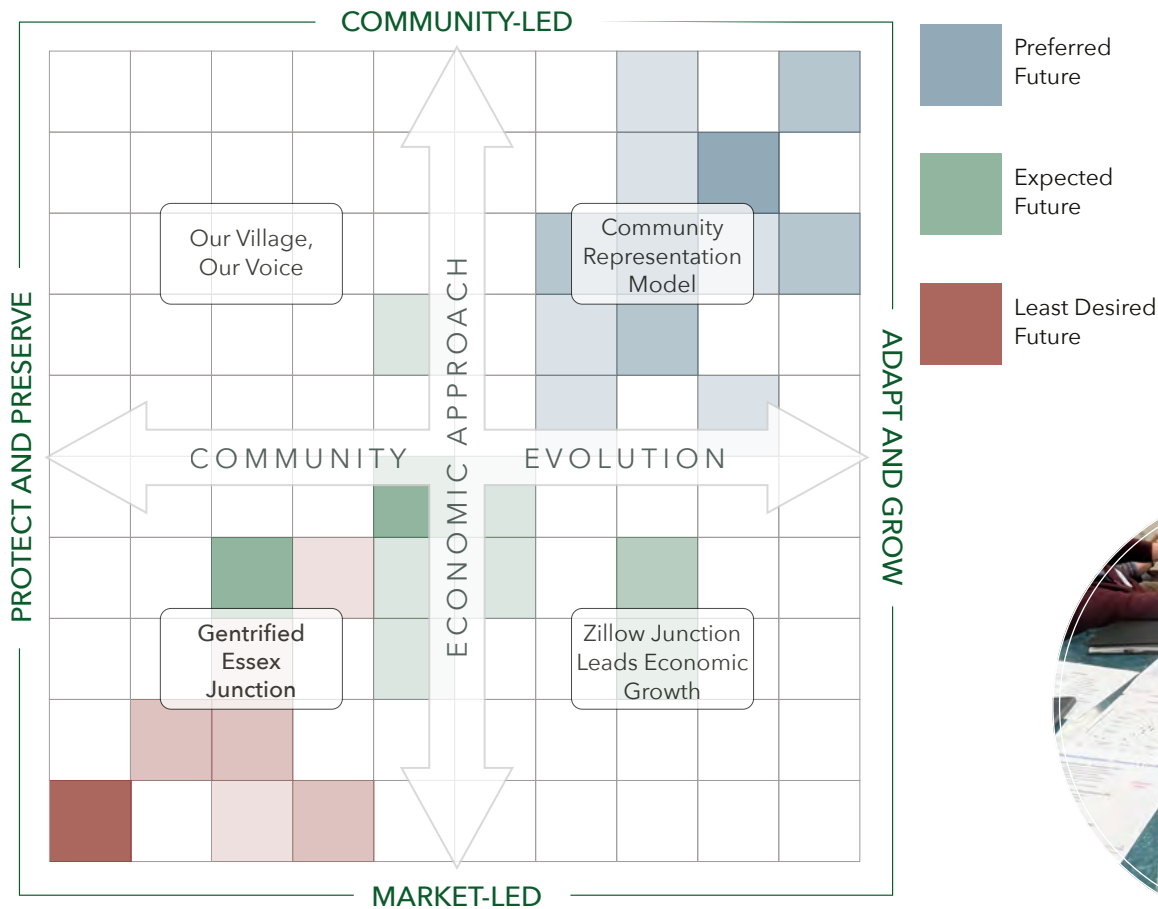 COMMUNITY-LED
Preferred
Future
Expected
Future
Least Desired
Future
Our Village,
Our Voice
Community
Representation
Model
PROTECT AND PRESERVE
ADAPT AND GROW
ECONOMIC APPROACH
COMMUNITY EVOLUTION
Gentrified
Essex
Junction
Zillow Junction
Leads Economic
Growth
MARKET-LED